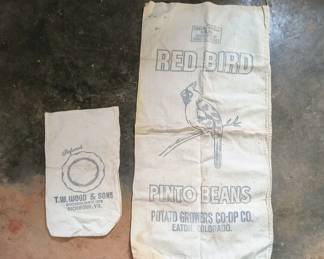 T.W. WOOD & SONS
RICHMOND, VA.
RED BIRD
PINTO BEANS
POTATO GROWERS CO-OP CO.
EATON, COLORADO.